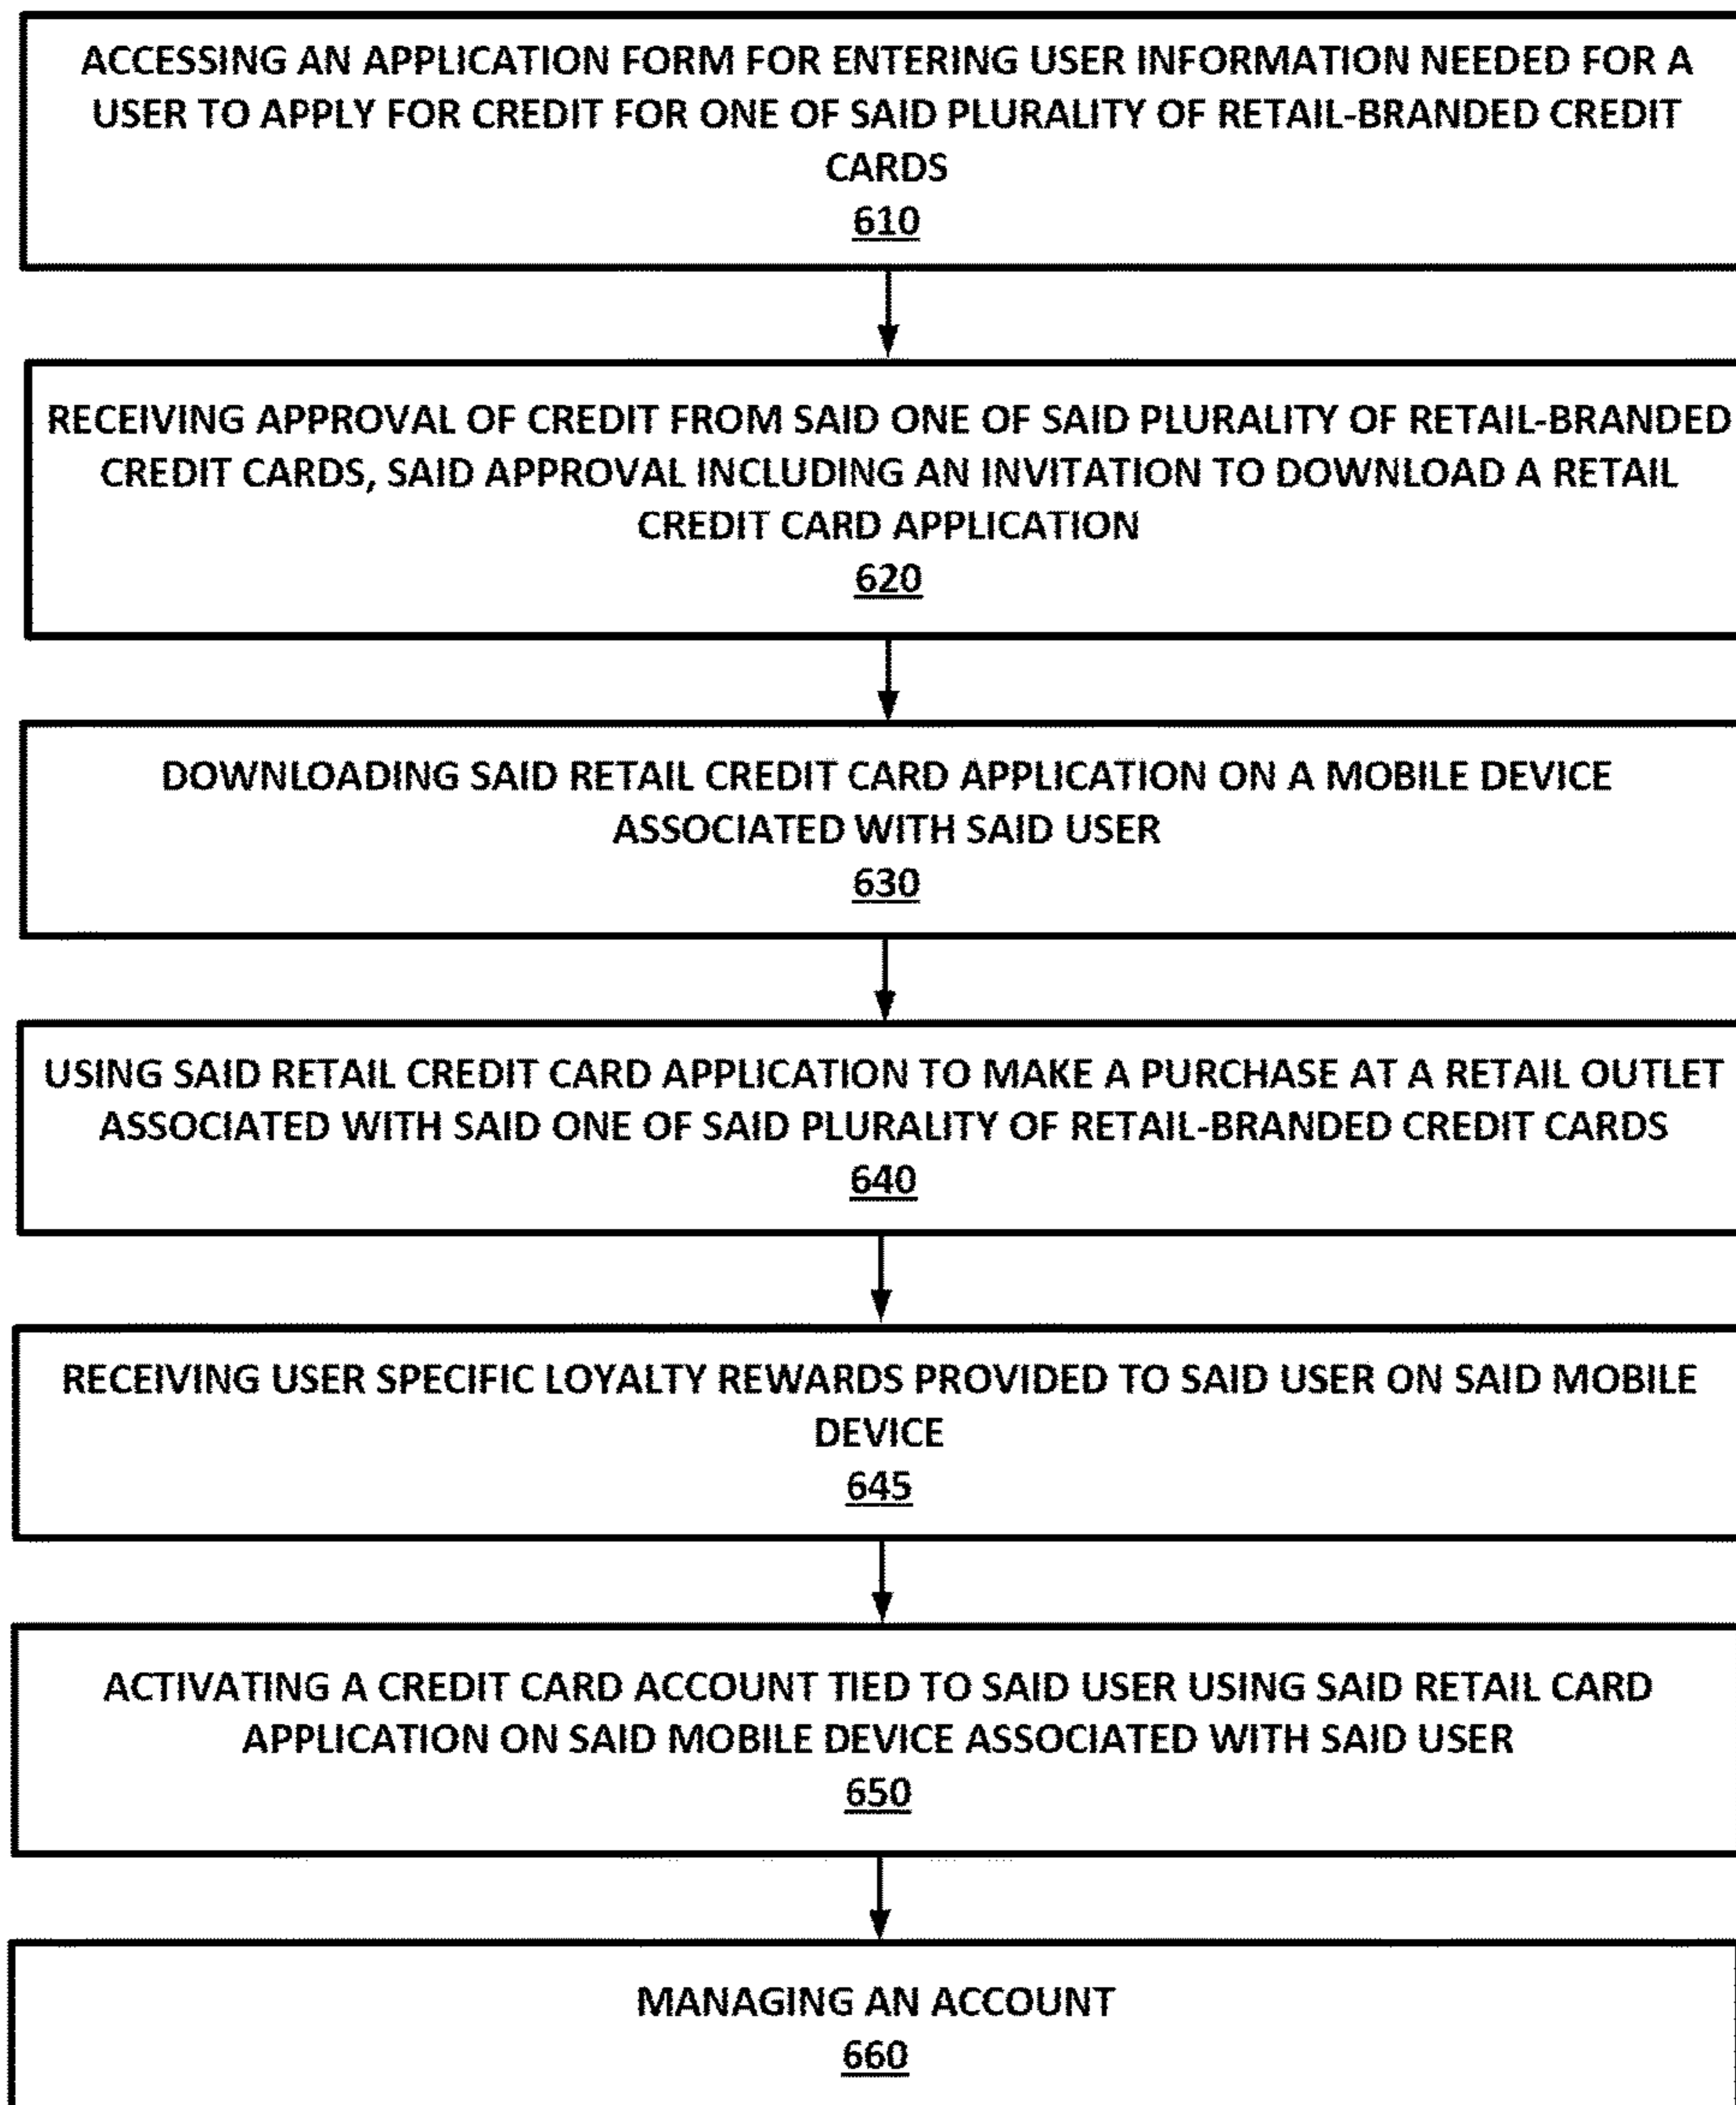 ACCESSING AN APPLICATION FORM FOR ENTERING USER INFORMATION NEEDED FOR A
USER TO APPLY FOR CREDIT FOR ONE OF SAID PLURALITY OF RETAIL-BRANDED CREDIT
CARDS
610
RECEIVING APPROVAL OF CREDIT FROM SAID ONE OF SAID PLURALITY OF RETAIL-BRANDED
CREDIT CARDS, SAID APPROVAL INCLUDING AN INVITATION TO DOWNLOAD A RETAIL
CREDIT CARD APPLICATION
620
DOWNLOADING SAID RETAIL CREDIT CARD APPLICATION ON A MOBILE DEVICE
ASSOCIATED WITH SAID USER
630
USING SAID RETAIL CREDIT CARD APPLICATION TO MAKE A PURCHASE AT A RETAIL OUTLET
ASSOCIATED WITH SAID ONE OF SAID PLURALITY OF RETAIL-BRANDED CREDIT CARDS
640
RECEIVING USER SPECIFIC LOYALTY REWARDS PROVIDED TO SAID USER ON SAID MOBILE
DEVICE
645
ACTIVATING A CREDIT CARD ACCOUNT TIED TO SAID USER USING SAID RETAIL CARD
APPLICATION ON SAID MOBILE DEVICE ASSOCIATED WITH SAID USER
650
MANAGING AN ACCOUNT
660